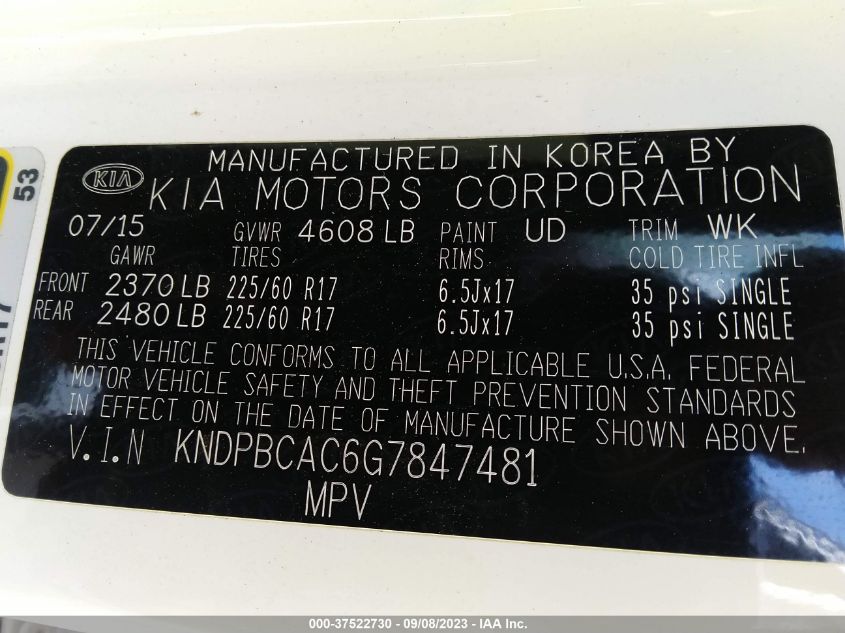 MANUFACTURED IN KOREA BY
KIA KIA MOTORS CORPORATION
07/15 GVWR 4608 LB PAINT UD TRIM WK
GAWR TIRES RIMS COLD TIRE INFL
FRONT 2370 LB 225/60 R17 6.5Jx17 35 psi SINGLE
REAR 2480 LB 225/60 R17 6.5Jx17 35 psi SINGLE
THIS VEHICLE CONFORMS TO ALL APPLICABLE U.S.A. FEDERAL
MOTOR VEHICLE SAFETY AND THEFT PREVENTION STANDARDS
IN EFFECT ON THE DATE OF MANUFACTURE SHOWN ABOVE.
V.I.N KNDPBCAC6G7847481
MPV
53
000-37522730 - 09/08/2023 - IAA Inc.